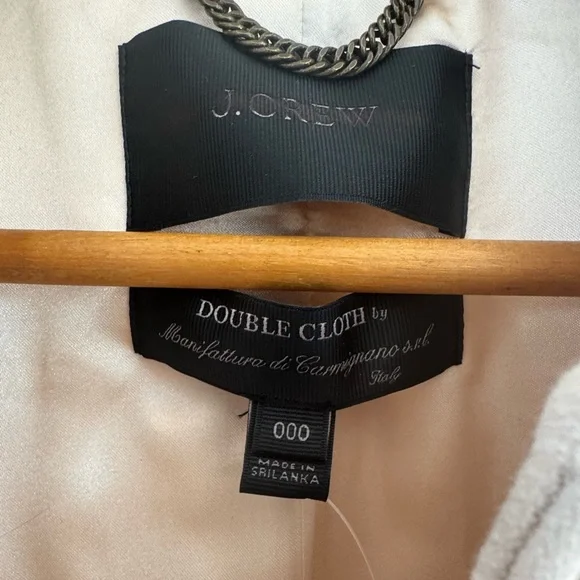 J.CREW
DOUBLE CLOTH by
Manifattura di Carmignano s.r.l.
Italy
000
MADE IN
SRI LANKA